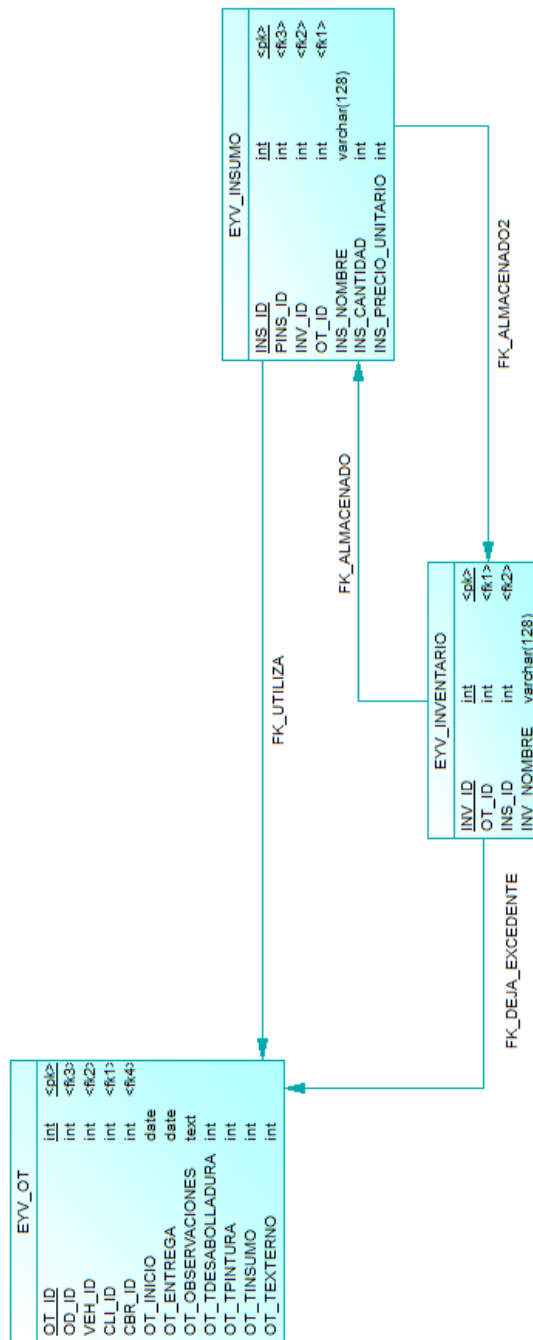 EYV_OT
OT_ID int <pk>
OD_ID int <fk3>
VEH_ID int <fk2>
CLI_ID int <fk1>
CBR_ID int <fk4>
OT_INICIO date
OT_ENTREGA date
OT_OBSERVACIONES text
OT_TDESABOLLADURA int
OT_TPINTURA int
OT_TINSUMO int
OT_TEXTERNO int
FK_UTILIZA
EYV_INSUMO
INS_ID int <pk>
PINS_ID int <fk3>
INV_ID int <fk2>
OT_ID int <fk1>
INS_NOMBRE varchar(128)
INS_CANTIDAD int
INS_PRECIO_UNITARIO int
FK_ALMACENADO
FK_DEJA_EXCEDENTE
EYV_INVENTARIO
INV_ID int <pk>
OT_ID int <fk1>
INS_ID int <fk2>
INV_NOMBRE varchar(128)
FK_ALMACENADO2